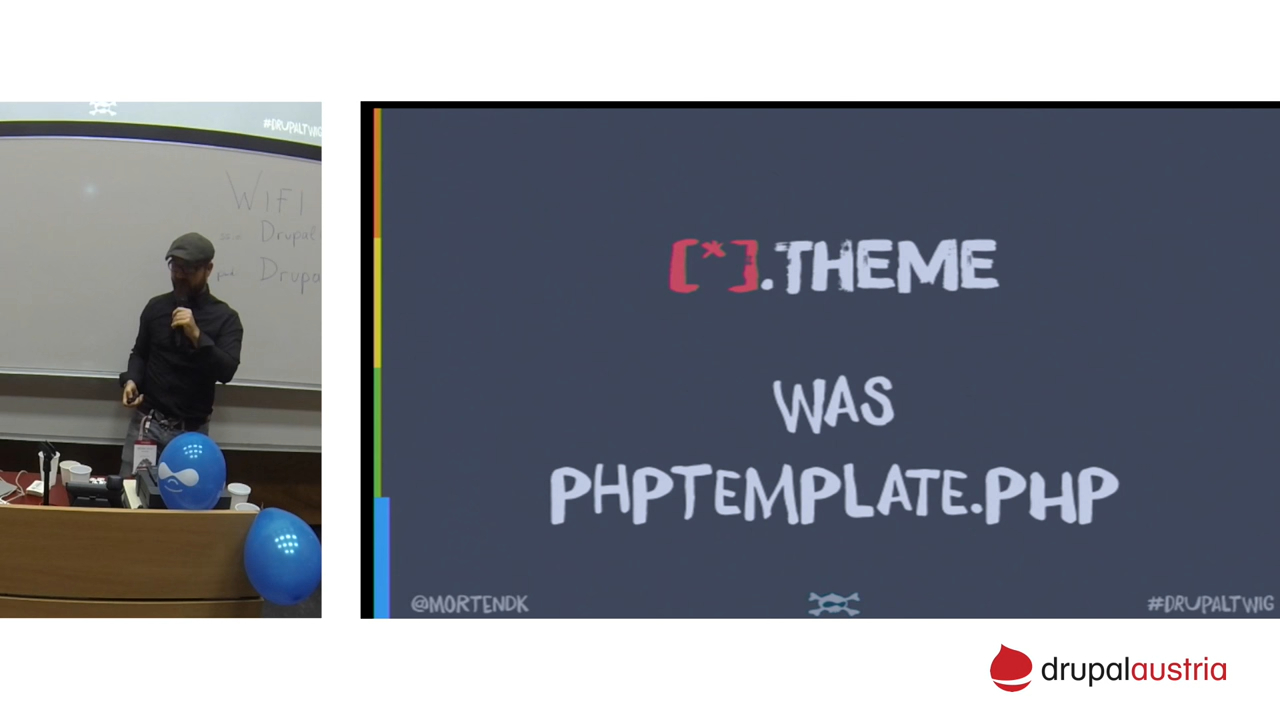 #DRUPALTWIG
WIFI
Drupal
Drupa
[*].THEME
WAS
PHPTEMPLATE.PHP
@MORTENDK
#DRUPALTWIG
drupalaustria